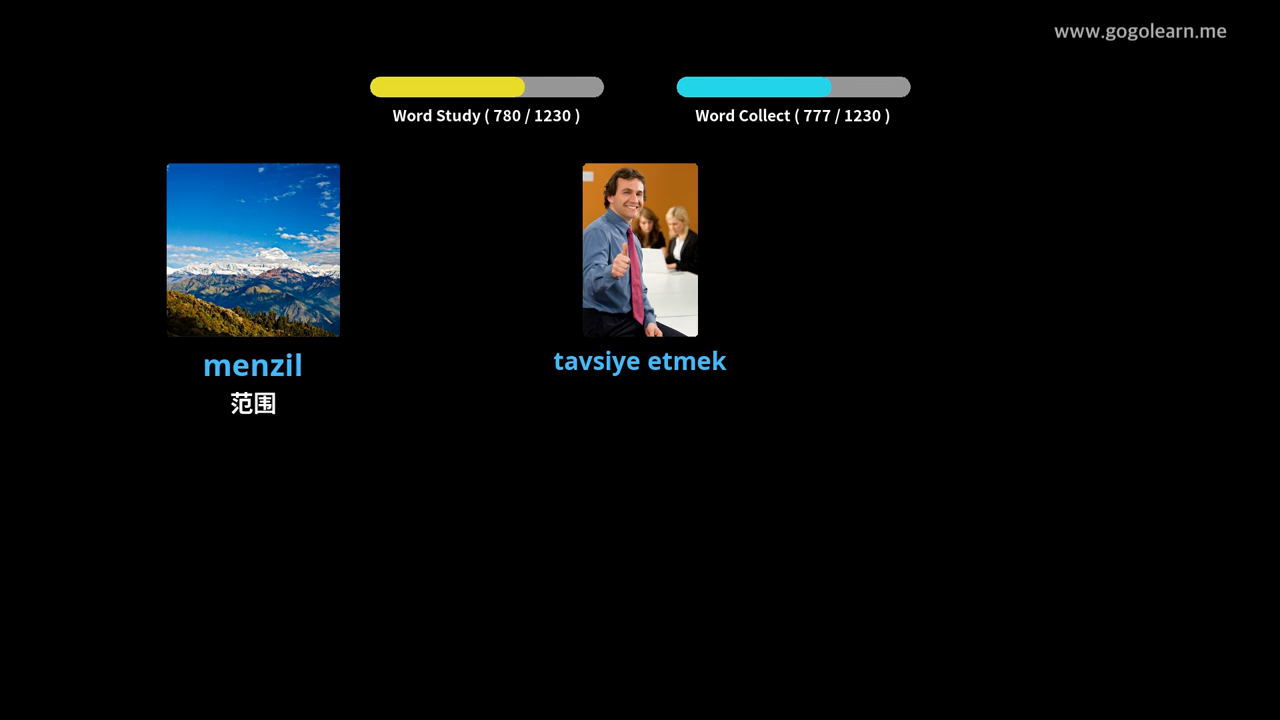 www.gogolearn.me
Word Study ( 780 / 1230 )
Word Collect ( 777 / 1230 )
menzil
范围
tavsiye etmek